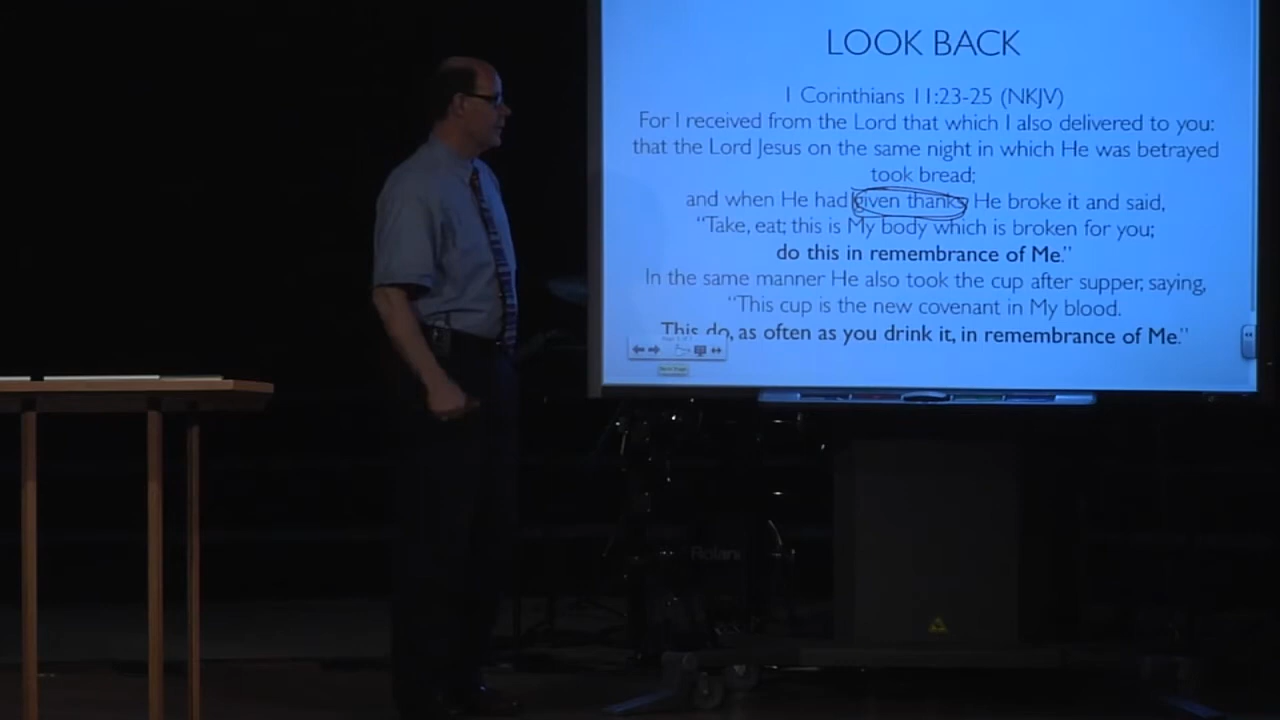 LOOK BACK
1 Corinthians 11:23-25 (NKJV)
For I received from the Lord that which I also delivered to you:
that the Lord Jesus on the same night in which He was betrayed
took bread;
and when He had given thanks, He broke it and said,
"Take, eat; this is My body which is broken for you;
do this in remembrance of Me."
In the same manner He also took the cup after supper, saying,
"This cup is the new covenant in My blood.
This do, as often as you drink it, in remembrance of Me."
Roland